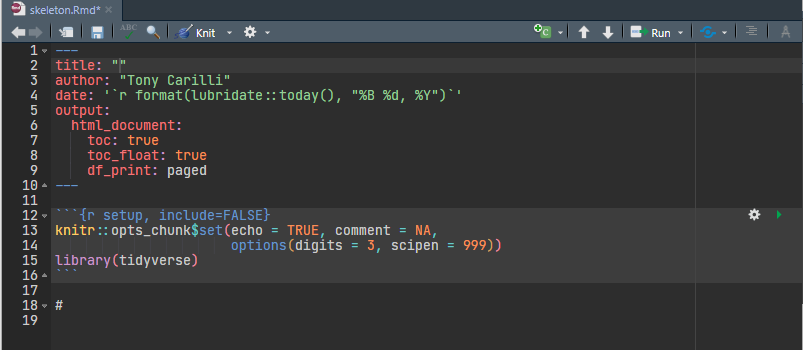 skeleton.Rmd*
ABC Knit Run
1 ---
2 title: ""
3 author: "Tony Carilli"
4 date: '`r format(lubridate::today(), "%B %d, %Y")`'
5 output:
6   html_document:
7     toc: true
8     toc_float: true
9     df_print: paged
10 ---
11
12 ```{r setup, include=FALSE}
13 knitr::opts_chunk$set(echo = TRUE, comment = NA,
14                       options(digits = 3, scipen = 999))
15 library(tidyverse)
16 ```
17
18 #
19